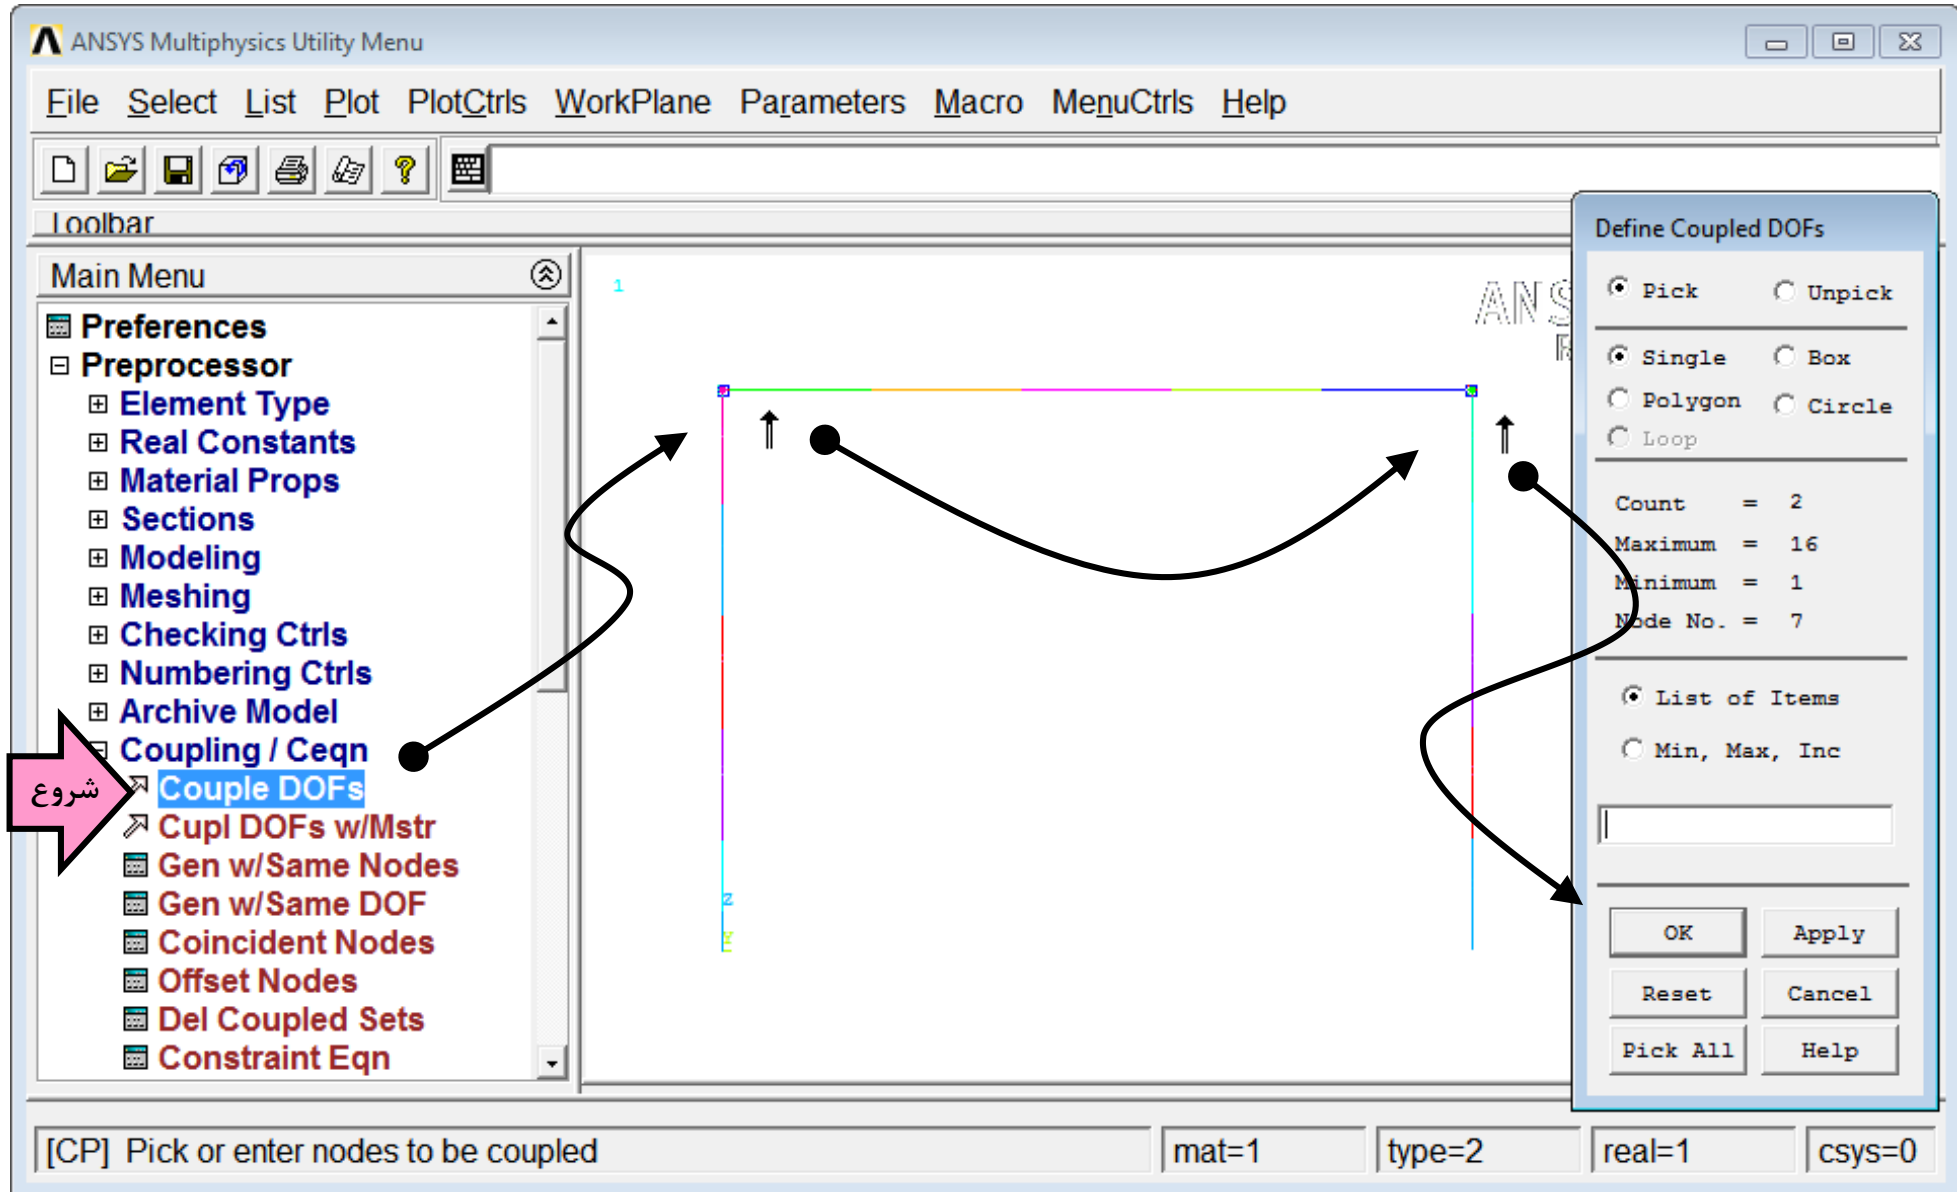 ANSYS Multiphysics Utility Menu
File Select List Plot PlotCtrls WorkPlane Parameters Macro MenuCtrls Help
Toolbar
Main Menu
Preferences
Preprocessor
Element Type
Real Constants
Material Props
Sections
Modeling
Meshing
Checking Ctrls
Numbering Ctrls
Archive Model
Coupling / Ceqn
شروع
Couple DOFs
Cupl DOFs w/Mstr
Gen w/Same Nodes
Gen w/Same DOF
Coincident Nodes
Offset Nodes
Del Coupled Sets
Constraint Eqn
1
ANS
R
Z
Y
Define Coupled DOFs
Pick Unpick
Single Box
Polygon Circle
Loop
Count = 2
Maximum = 16
Minimum = 1
Node No. = 7
List of Items
Min, Max, Inc
OK Apply
Reset Cancel
Pick All Help
[CP] Pick or enter nodes to be coupled
mat=1 type=2 real=1 csys=0